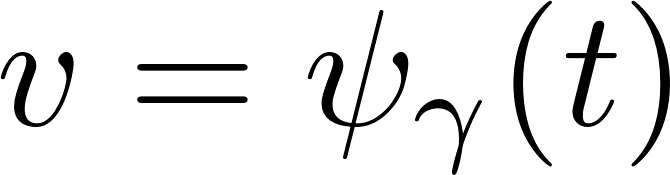 v = ψ_γ(t)